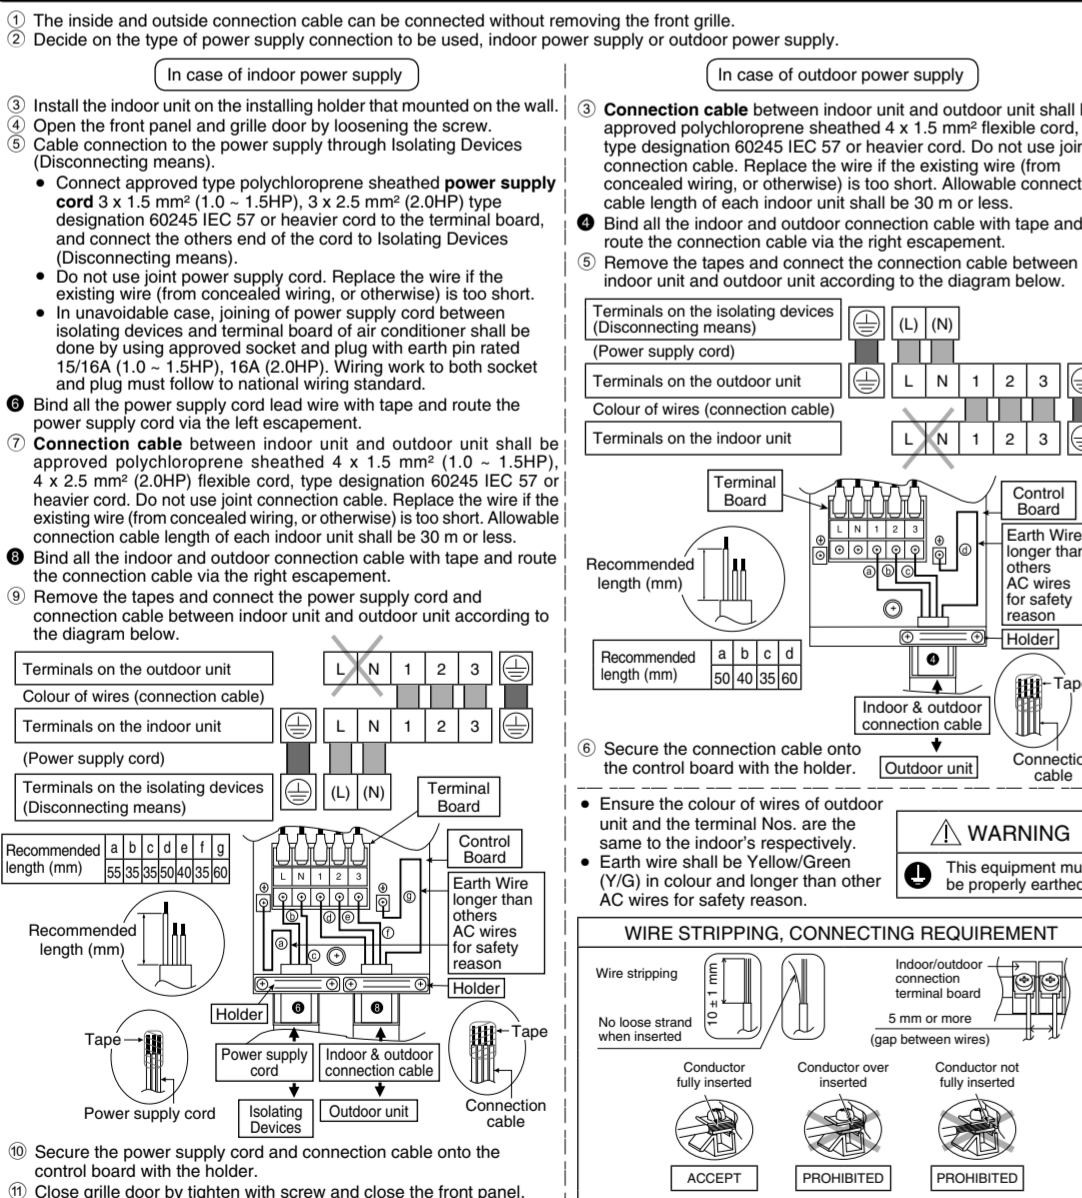 ① The inside and outside connection cable can be connected without removing the front grille.
② Decide on the type of power supply connection to be used, indoor power supply or outdoor power supply.
In case of indoor power supply
③ Install the indoor unit on the installing holder that mounted on the wall.
④ Open the front panel and grille door by loosening the screw.
⑤ Cable connection to the power supply through Isolating Devices
(Disconnecting means).
• Connect approved type polychloroprene sheathed power supply
cord 3 x 1.5 mm² (1.0 ~ 1.5HP), 3 x 2.5 mm² (2.0HP) type
designation 60245 IEC 57 or heavier cord to the terminal board,
and connect the others end of the cord to Isolating Devices
(Disconnecting means).
• Do not use joint power supply cord. Replace the wire if the
existing wire (from concealed wiring, or otherwise) is too short.
• In unavoidable case, joining of power supply cord between
isolating devices and terminal board of air conditioner shall be
done by using approved socket and plug with earth pin rated
15/16A (1.0 ~ 1.5HP), 16A (2.0HP). Wiring work to both socket
and plug must follow to national wiring standard.
❻ Bind all the power supply cord lead wire with tape and route the
power supply cord via the left escapement.
⑦ Connection cable between indoor unit and outdoor unit shall be
approved polychloroprene sheathed 4 x 1.5 mm² (1.0 ~ 1.5HP),
4 x 2.5 mm² (2.0HP) flexible cord, type designation 60245 IEC 57 or
heavier cord. Do not use joint connection cable. Replace the wire if the
existing wire (from concealed wiring, or otherwise) is too short. Allowable
connection cable length of each indoor unit shall be 30 m or less.
❽ Bind all the indoor and outdoor connection cable with tape and route
the connection cable via the right escapement.
⑨ Remove the tapes and connect the power supply cord and
connection cable between indoor unit and outdoor unit according to
the diagram below.
Terminals on the outdoor unit
L N 1 2 3
Colour of wires (connection cable)
Terminals on the indoor unit
L N 1 2 3
(Power supply cord)
Terminals on the isolating devices
(Disconnecting means)
(L) (N)
Terminal
Board
Recommended
length (mm)
a b c d e f g
55 35 35 50 40 35 60
Control
Board
L N 1 2 3
Earth Wire
longer than
others
AC wires
for safety
reason
a b c d e f g
Recommended
length (mm)
Holder
Holder
❻ ❽
Tape
Power supply cord
Power supply
cord
Isolating
Devices
Indoor & outdoor
connection cable
Outdoor unit
Tape
Connection
cable
⑩ Secure the power supply cord and connection cable onto the
control board with the holder.
⑪ Close grille door by tighten with screw and close the front panel.
In case of outdoor power supply
③ Connection cable between indoor unit and outdoor unit shall
approved polychloroprene sheathed 4 x 1.5 mm² flexible cord,
type designation 60245 IEC 57 or heavier cord. Do not use join
connection cable. Replace the wire if the existing wire (from
concealed wiring, or otherwise) is too short. Allowable connect
cable length of each indoor unit shall be 30 m or less.
❹ Bind all the indoor and outdoor connection cable with tape and
route the connection cable via the right escapement.
⑤ Remove the tapes and connect the connection cable between
indoor unit and outdoor unit according to the diagram below.
Terminals on the isolating devices
(Disconnecting means)
(L) (N)
(Power supply cord)
Terminals on the outdoor unit
L N 1 2 3
Colour of wires (connection cable)
Terminals on the indoor unit
L N 1 2 3
Terminal
Board
L N 1 2 3
Control
Board
Earth Wire
longer than
others
AC wires
for safety
reason
a b c d
Recommended
length (mm)
Holder
Recommended
length (mm)
a b c d
50 40 35 60
❹
Indoor & outdoor
connection cable
Outdoor unit
Tape
Connectio
cable
⑥ Secure the connection cable onto
the control board with the holder.
• Ensure the colour of wires of outdoor
unit and the terminal Nos. are the
same to the indoor's respectively.
• Earth wire shall be Yellow/Green
(Y/G) in colour and longer than other
AC wires for safety reason.
WARNING
This equipment mu
be properly earthed
WIRE STRIPPING, CONNECTING REQUIREMENT
Wire stripping
10 ± 1 mm
No loose strand
when inserted
Indoor/outdoor
connection
terminal board
5 mm or more
(gap between wires)
Conductor
fully inserted
ACCEPT
Conductor over
inserted
PROHIBITED
Conductor not
fully inserted
PROHIBITED